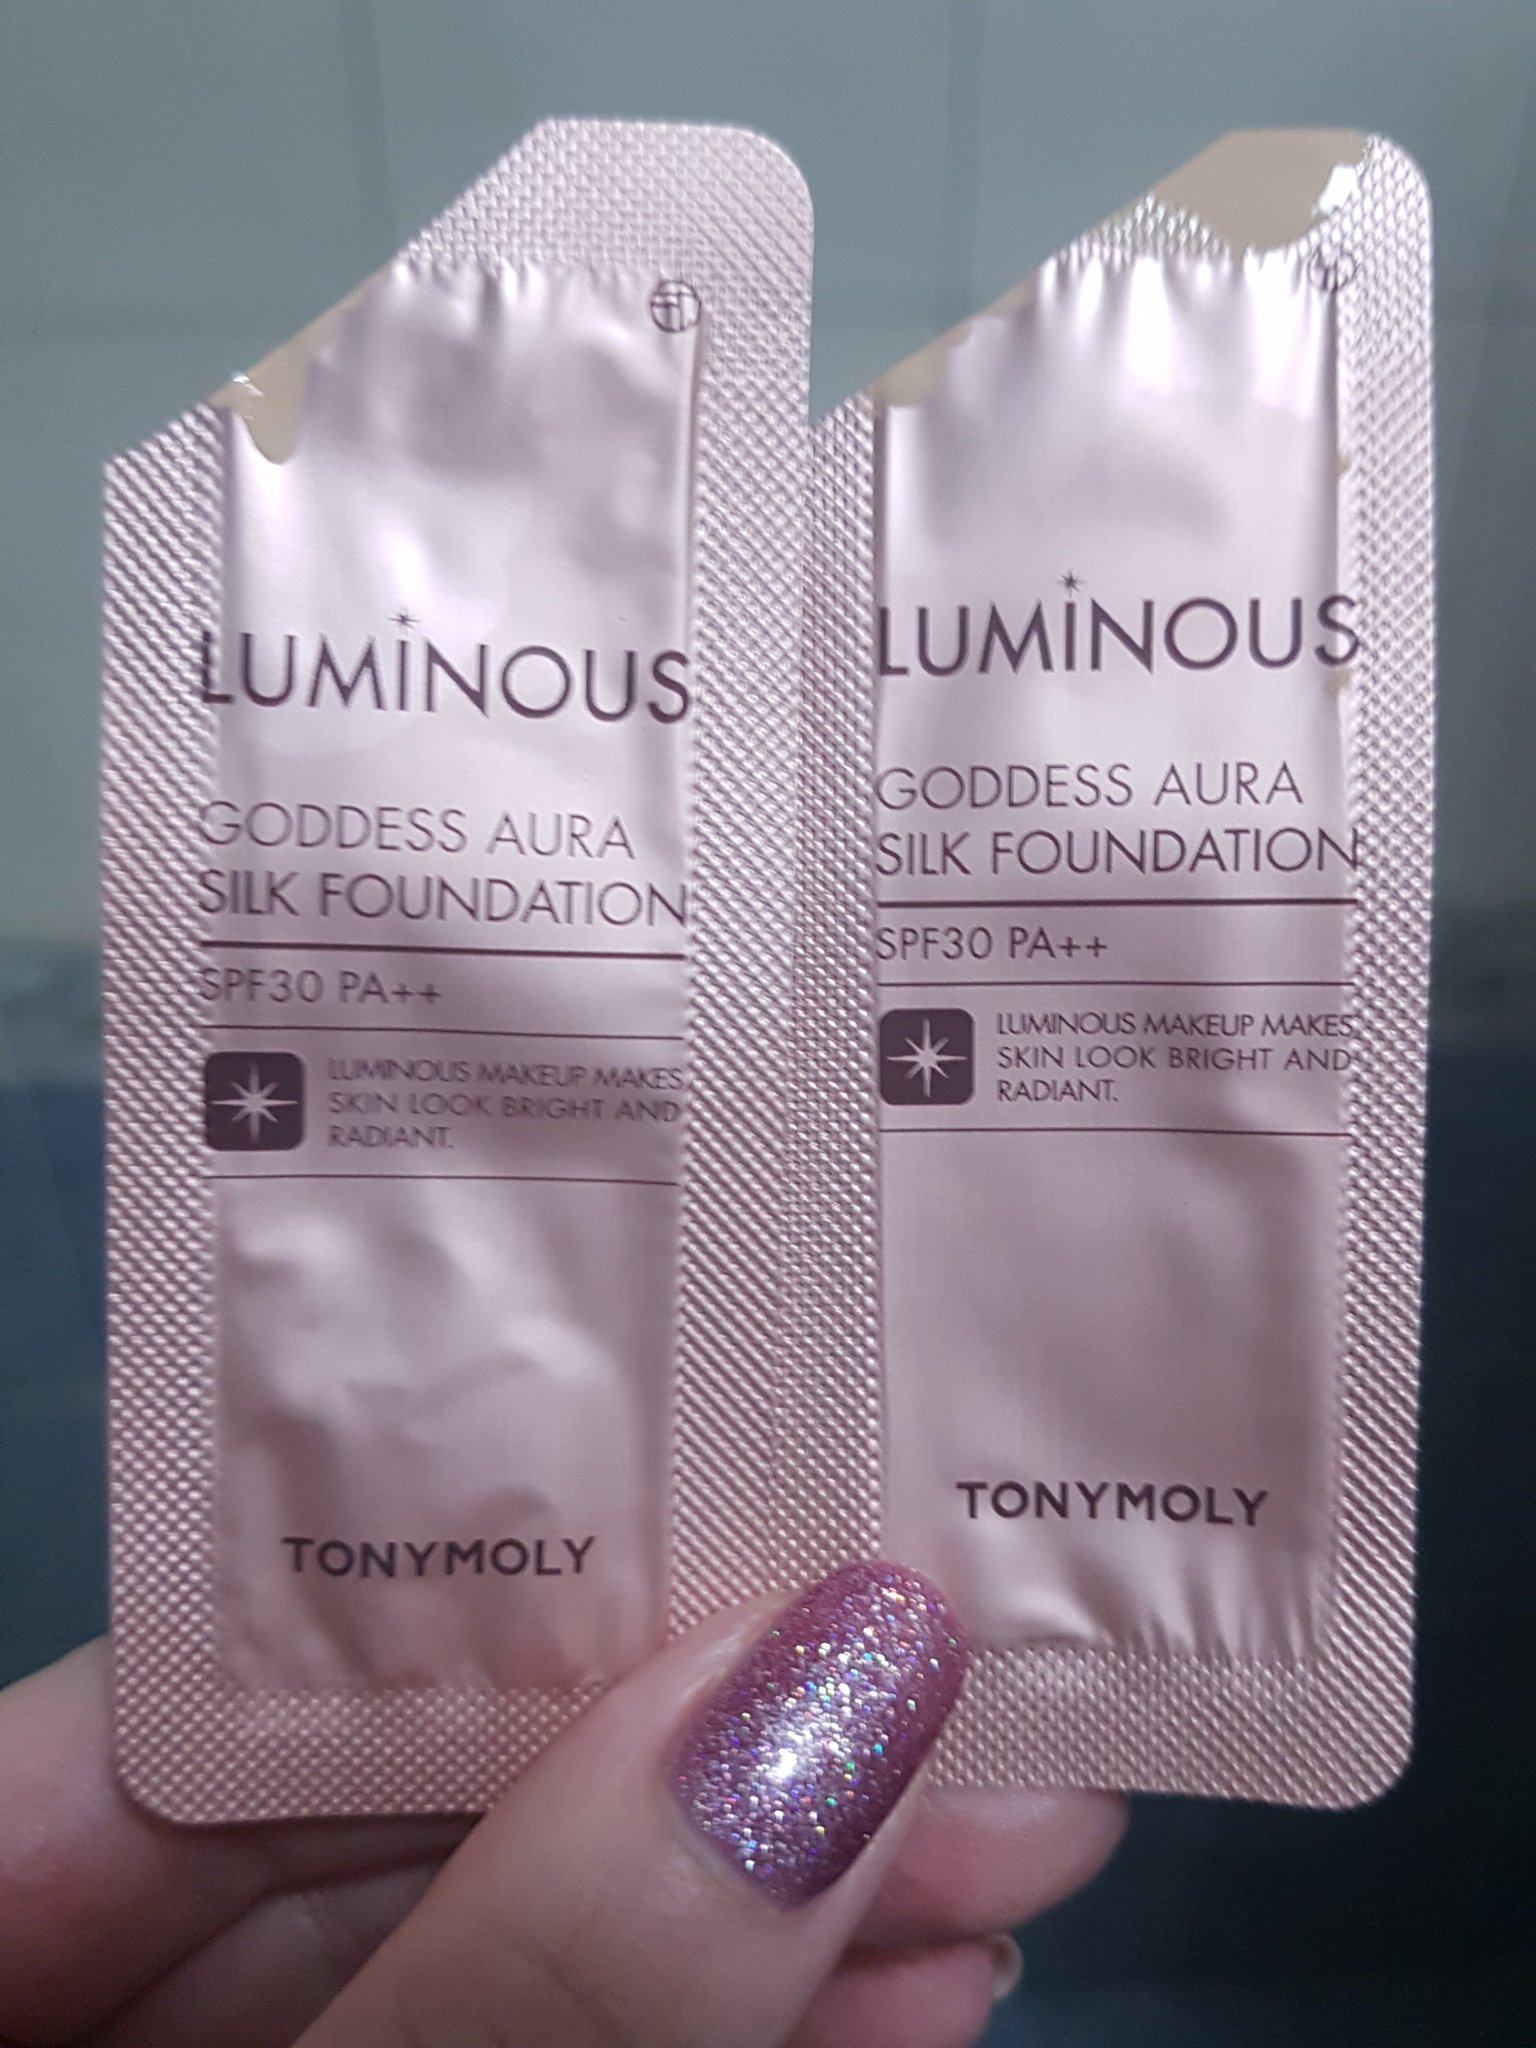 LUMINOUS
GODDESS AURA
SILK FOUNDATION
SPF30 PA++
LUMINOUS MAKEUP MAKES
SKIN LOOK BRIGHT AND
RADIANT.
TONYMOLY
LUMINOUS
GODDESS AURA
SILK FOUNDATION
SPF30 PA++
LUMINOUS MAKEUP MAKES
SKIN LOOK BRIGHT AND
RADIANT.
TONYMOLY